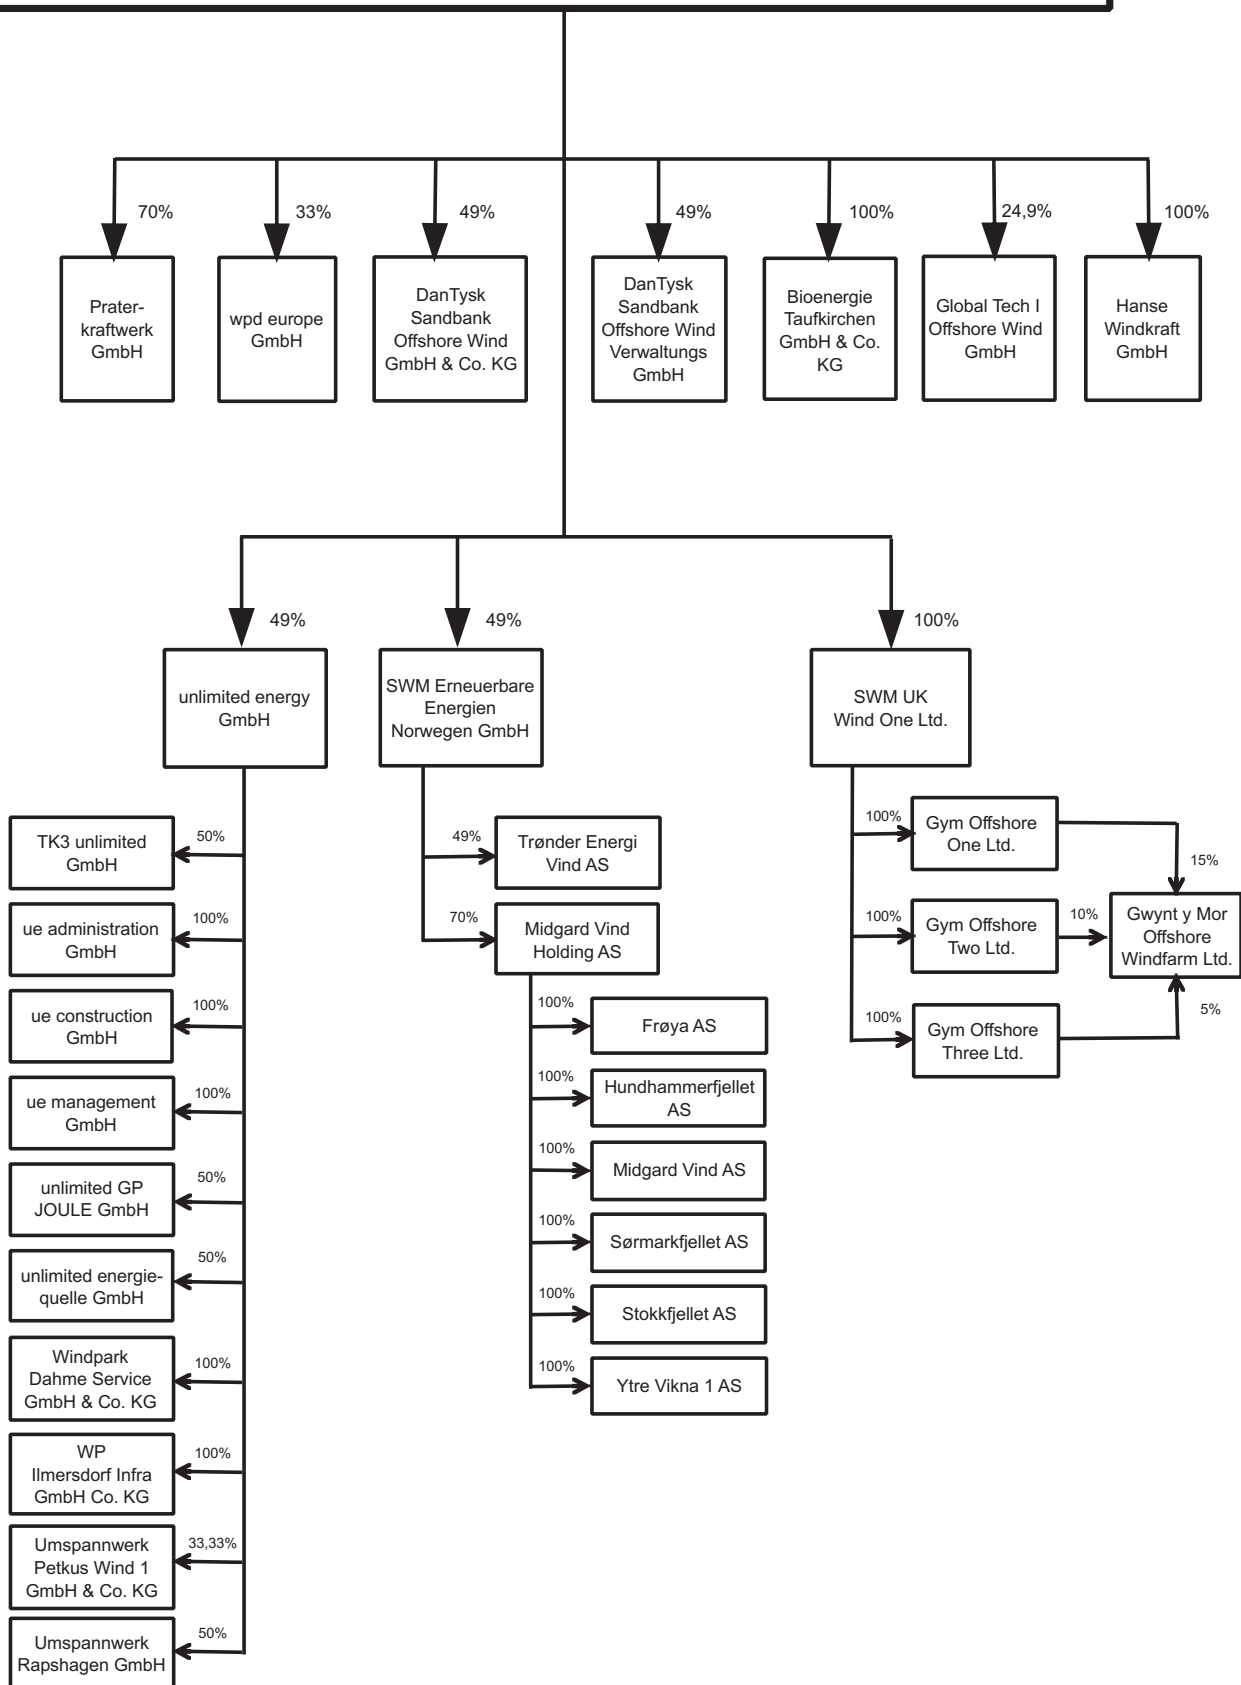 70%
33%
49%
49%
100%
24,9%
100%
Prater-
kraftwerk
GmbH
wpd europe
GmbH
DanTysk
Sandbank
Offshore Wind
GmbH & Co. KG
DanTysk
Sandbank
Offshore Wind
Verwaltungs
GmbH
Bioenergie
Taufkirchen
GmbH & Co.
KG
Global Tech I
Offshore Wind
GmbH
Hanse
Windkraft
GmbH
49%
49%
100%
unlimited energy
GmbH
SWM Erneuerbare
Energien
Norwegen GmbH
SWM UK
Wind One Ltd.
TK3 unlimited
GmbH
50%
ue administration
GmbH
100%
ue construction
GmbH
100%
ue management
GmbH
100%
unlimited GP
JOULE GmbH
50%
unlimited energie-
quelle GmbH
50%
Windpark
Dahme Service
GmbH & Co. KG
100%
WP
Ilmersdorf Infra
GmbH Co. KG
100%
Umspannwerk
Petkus Wind 1
GmbH & Co. KG
33,33%
Umspannwerk
Rapshagen GmbH
50%
49%
Trønder Energi
Vind AS
70%
Midgard Vind
Holding AS
100%
Frøya AS
100%
Hundhammerfjellet
AS
100%
Midgard Vind AS
100%
Sørmarkfjellet AS
100%
Stokkfjellet AS
100%
Ytre Vikna 1 AS
100%
Gym Offshore
One Ltd.
15%
100%
Gym Offshore
Two Ltd.
10%
Gwynt y Mor
Offshore
Windfarm Ltd.
100%
Gym Offshore
Three Ltd.
5%